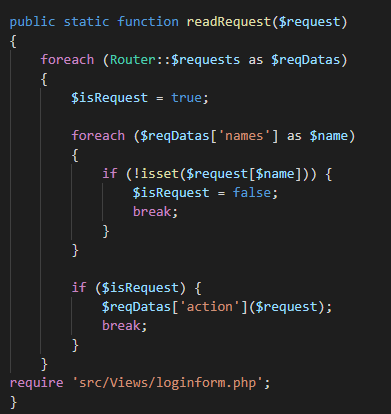 public static function readRequest($request)
{
    foreach (Router::$requests as $reqDatas)
    {
        $isRequest = true;

        foreach ($reqDatas['names'] as $name)
        {
            if (!isset($request[$name])) {
                $isRequest = false;
                break;
            }
        }

        if ($isRequest) {
            $reqDatas['action']($request);
            break;
        }
    }
require 'src/Views/loginform.php';
}